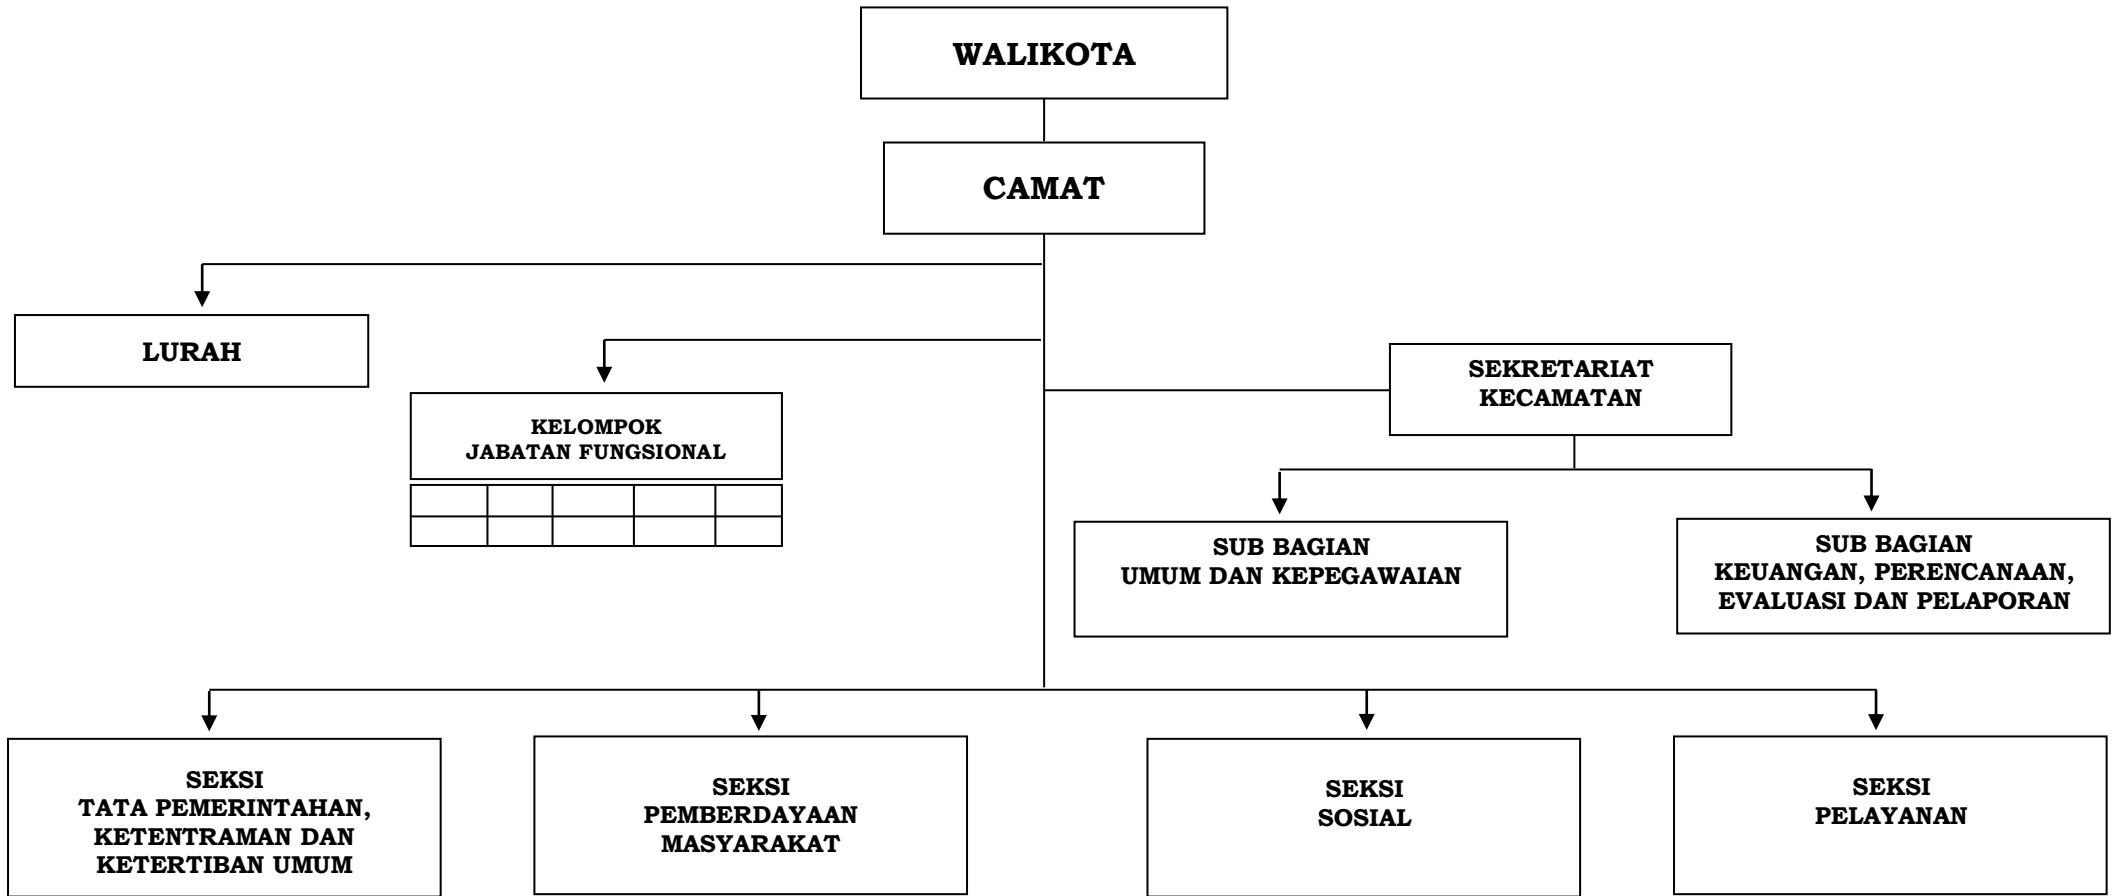 WALIKOTA
CAMAT
LURAH
KELOMPOK
JABATAN FUNGSIONAL
SEKRETARIAT
KECAMATAN
SUB BAGIAN
UMUM DAN KEPEGAWAIAN
SUB BAGIAN
KEUANGAN, PERENCANAAN,
EVALUASI DAN PELAPORAN
SEKSI
TATA PEMERINTAHAN,
KETENTRAMAN DAN
KETERTIBAN UMUM
SEKSI
PEMBERDAYAAN
MASYARAKAT
SEKSI
SOSIAL
SEKSI
PELAYANAN